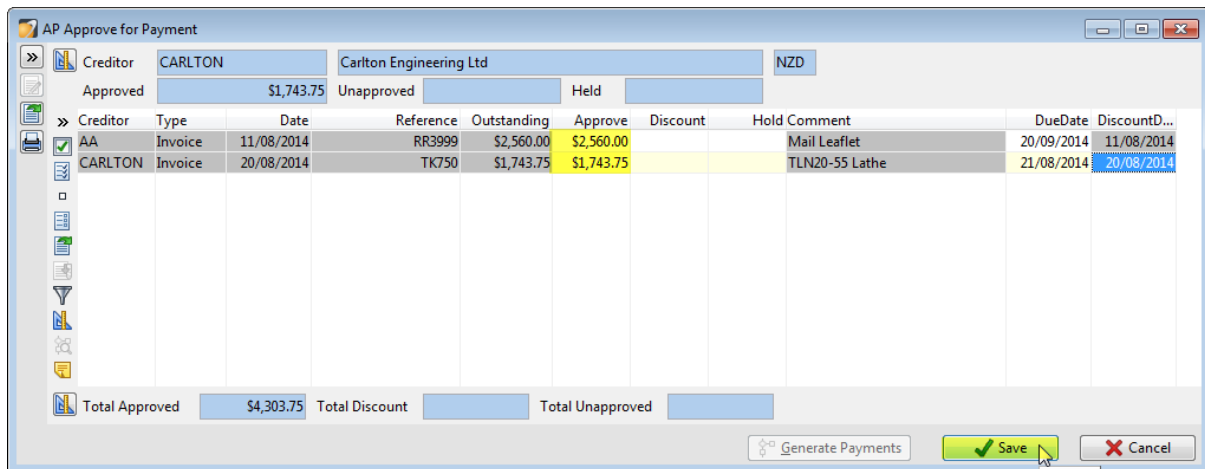 AP Approve for Payment
Creditor CARLTON Carlton Engineering Ltd NZD
Approved $1,743.75 Unapproved Held
» Creditor Type Date Reference Outstanding Approve Discount Hold Comment DueDate DiscountD...
AA Invoice 11/08/2014 RR3999 $2,560.00 $2,560.00 Mail Leaflet 20/09/2014 11/08/2014
CARLTON Invoice 20/08/2014 TK750 $1,743.75 $1,743.75 TLN20-55 Lathe 21/08/2014 20/08/2014
Total Approved $4,303.75 Total Discount Total Unapproved
Generate Payments Save Cancel